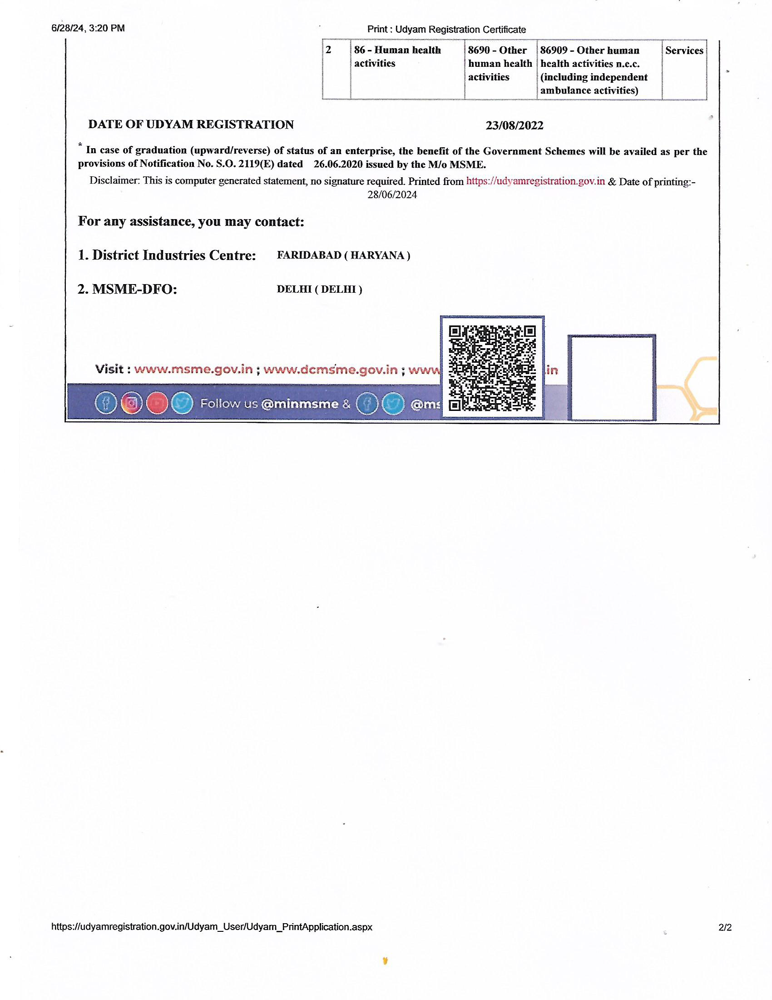 6/28/24, 3:20 PM
Print : Udyam Registration Certificate
2
86 - Human health
activities
8690 - Other
human health
activities
86909 - Other human
health activities n.e.c.
(including independent
ambulance activities)
Services
DATE OF UDYAM REGISTRATION 23/08/2022
* In case of graduation (upward/reverse) of status of an enterprise, the benefit of the Government Schemes will be availed as per the
provisions of Notification No. S.O. 2119(E) dated 26.06.2020 issued by the M/o MSME.
Disclaimer: This is computer generated statement, no signature required. Printed from https://udyamregistration.gov.in & Date of printing:-
28/06/2024
For any assistance, you may contact:
1. District Industries Centre: FARIDABAD ( HARYANA )
2. MSME-DFO: DELHI ( DELHI )
Visit : www.msme.gov.in ; www.dcmsme.gov.in ; www .in
Follow us @minmsme & @ms
https://udyamregistration.gov.in/Udyam_User/Udyam_PrintApplication.aspx
2/2